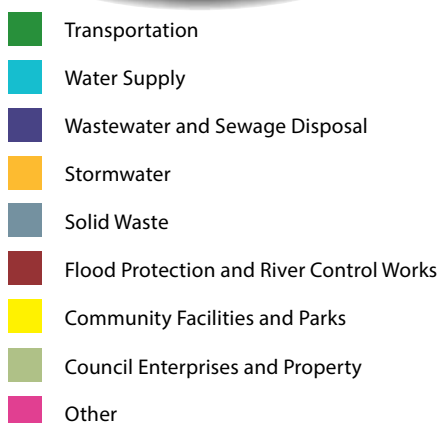 Transportation
Water Supply
Wastewater and Sewage Disposal
Stormwater
Solid Waste
Flood Protection and River Control Works
Community Facilities and Parks
Council Enterprises and Property
Other